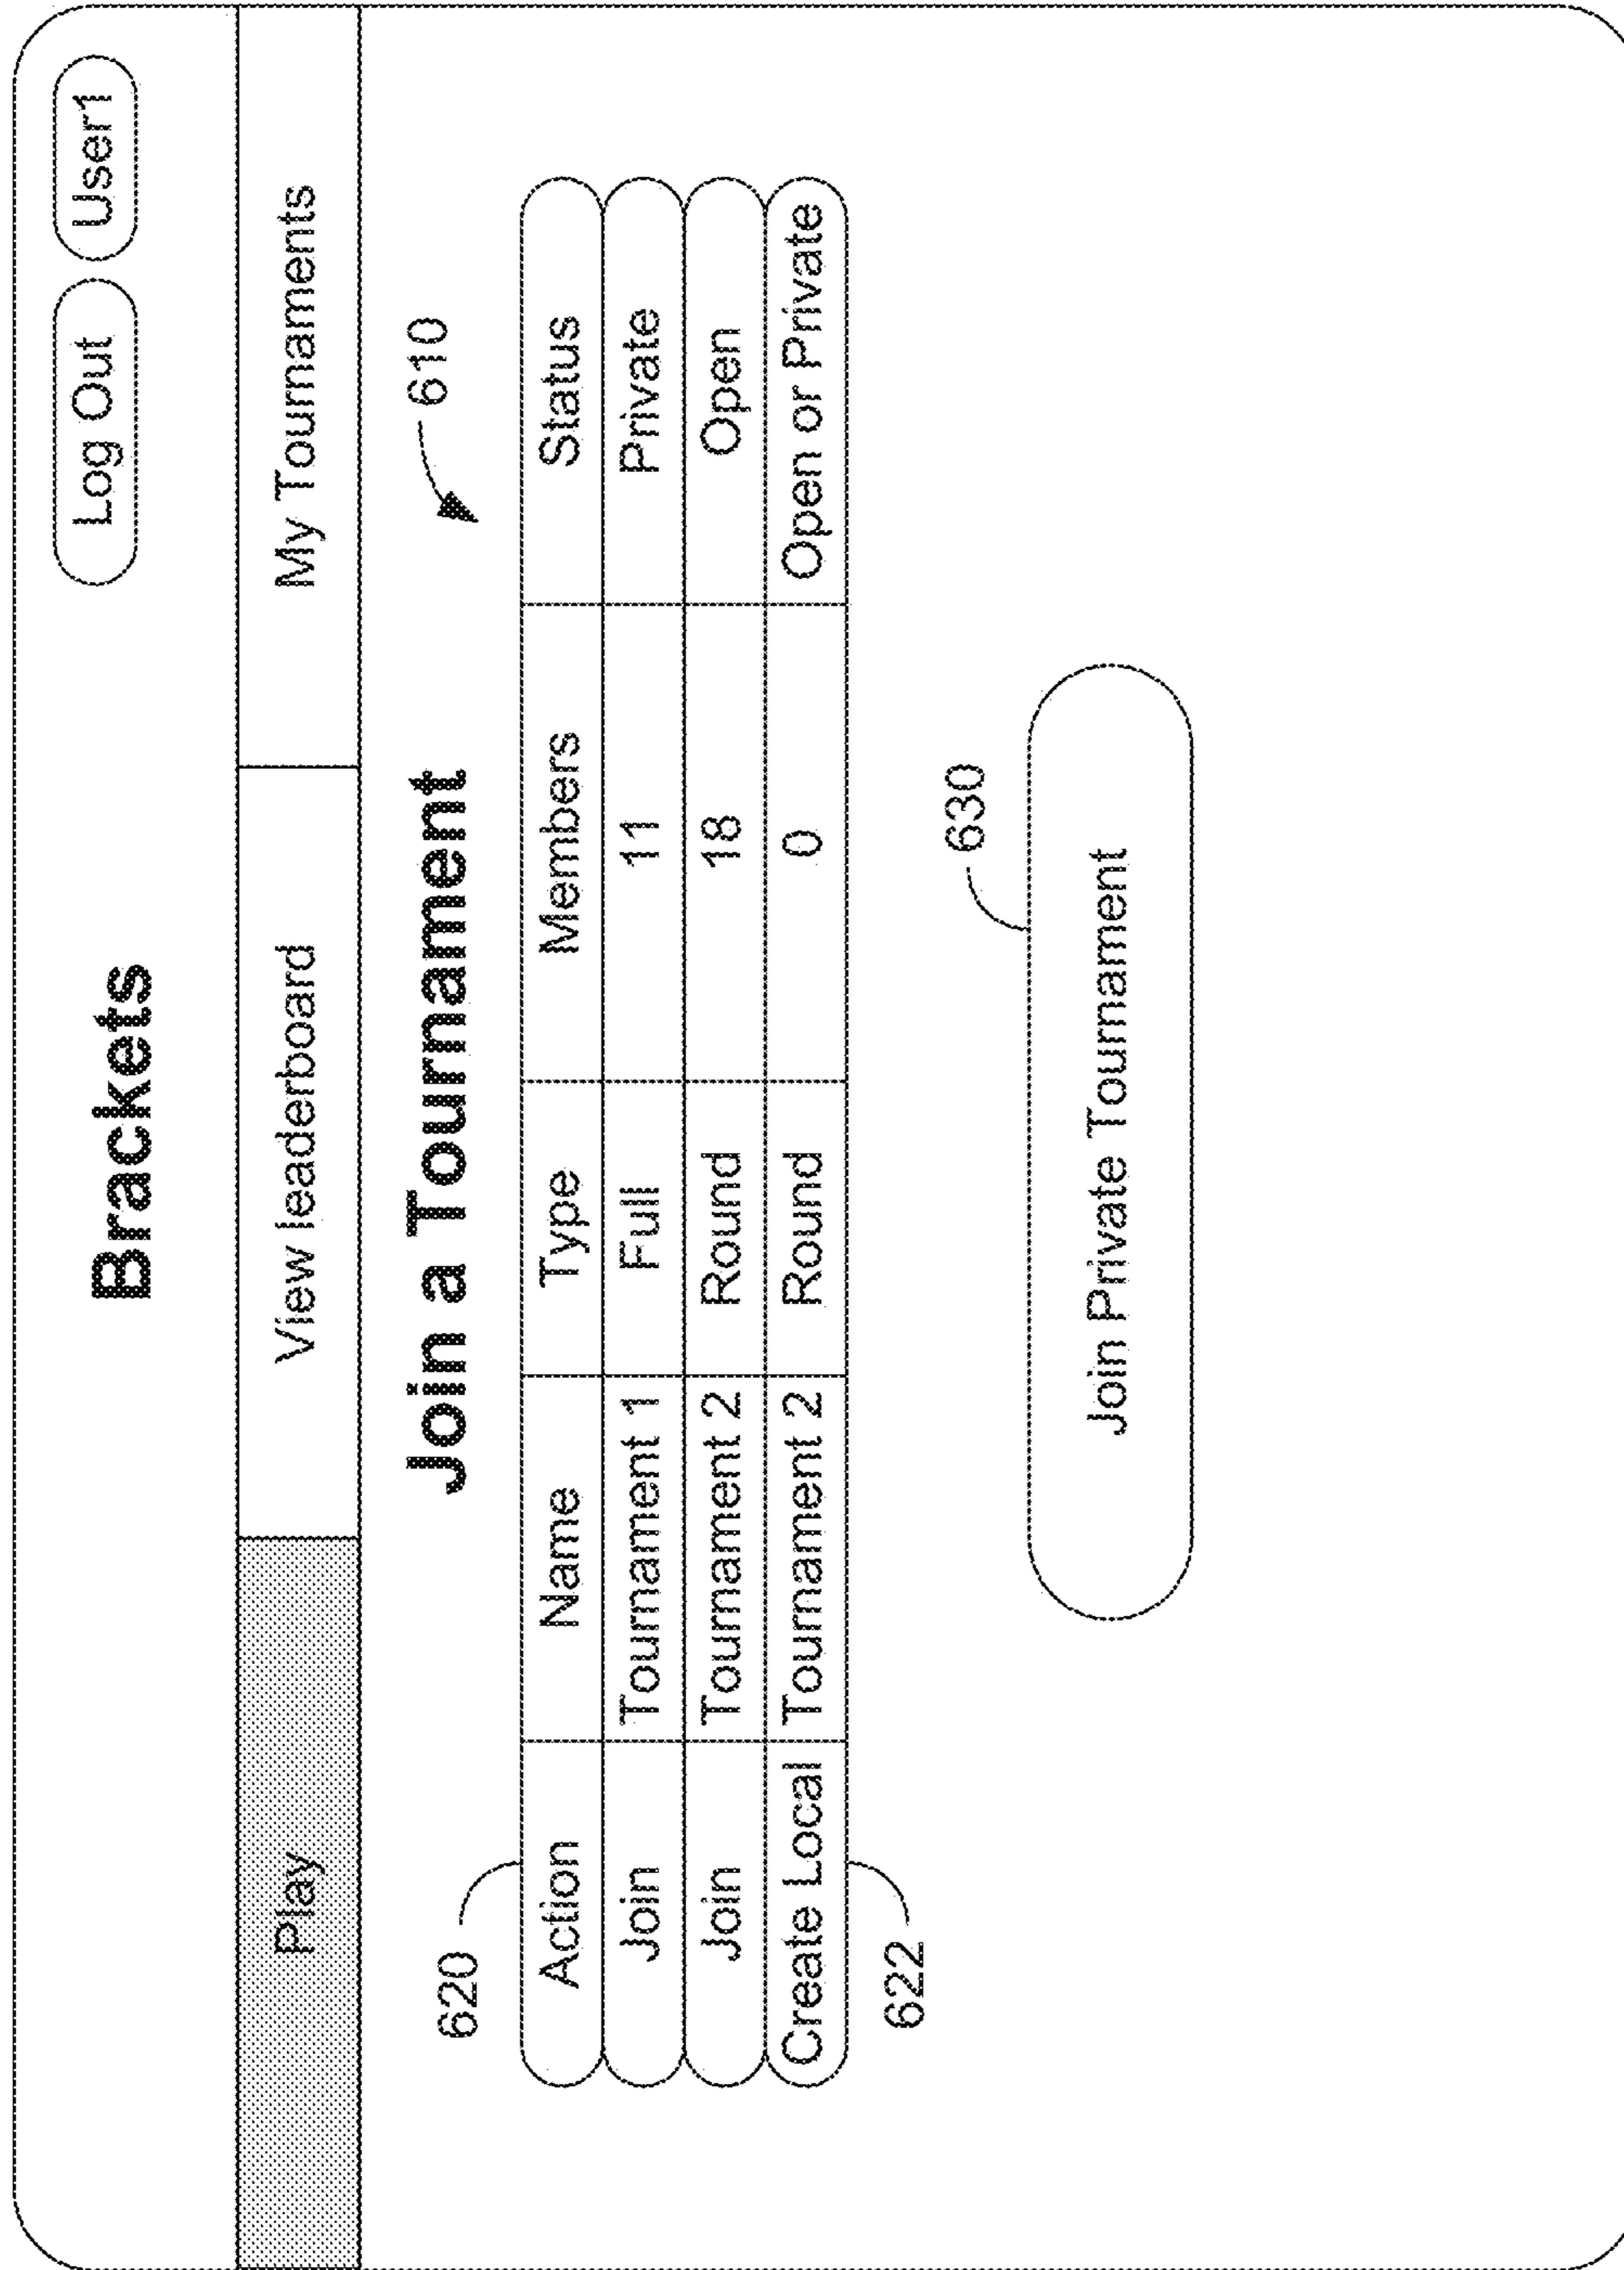 Log Out User1
Brackets
Play View leaderboard My Tournaments
Join a Tournament
610
620
Action Name Type Members Status
Join Tournament 1 Full 11 Private
Join Tournament 2 Round 18 Open
Create Local Tournament 2 Round 0 Open or Private
622
630
Join Private Tournament